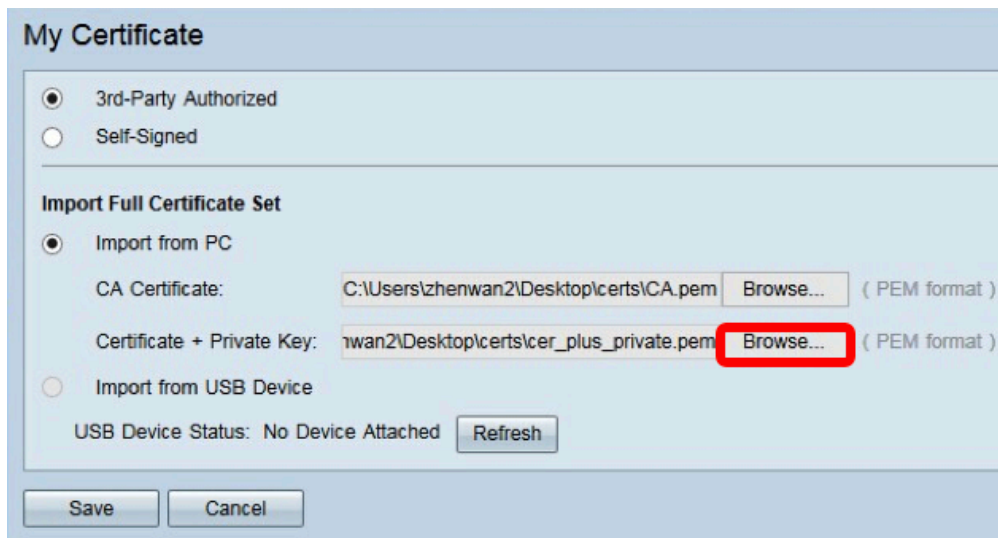 My Certificate
3rd-Party Authorized
Self-Signed
Import Full Certificate Set
Import from PC
CA Certificate: C:\Users\zhenwan2\Desktop\certs\CA.pem Browse... ( PEM format )
Certificate + Private Key: nwan2\Desktop\certs\cer_plus_private.pem Browse... ( PEM format )
Import from USB Device
USB Device Status: No Device Attached Refresh
Save Cancel